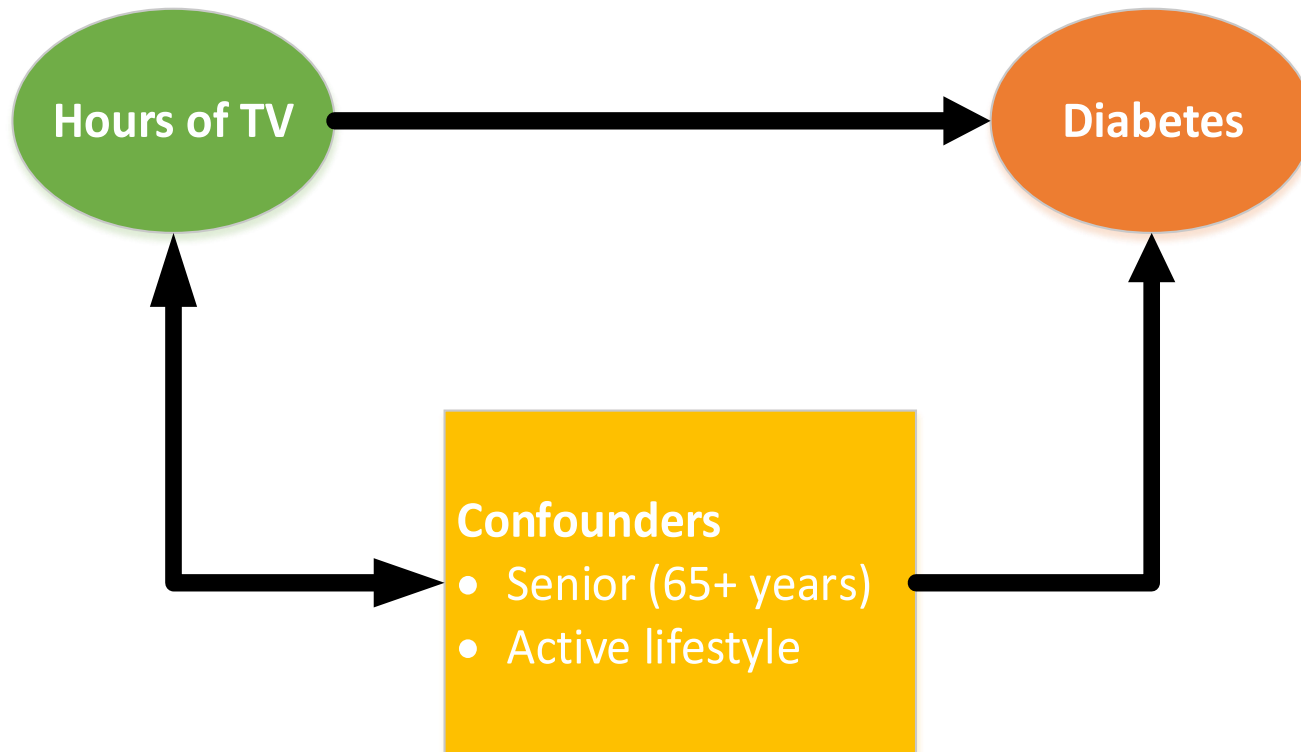 Hours of TV
Diabetes
Confounders
• Senior (65+ years)
• Active lifestyle